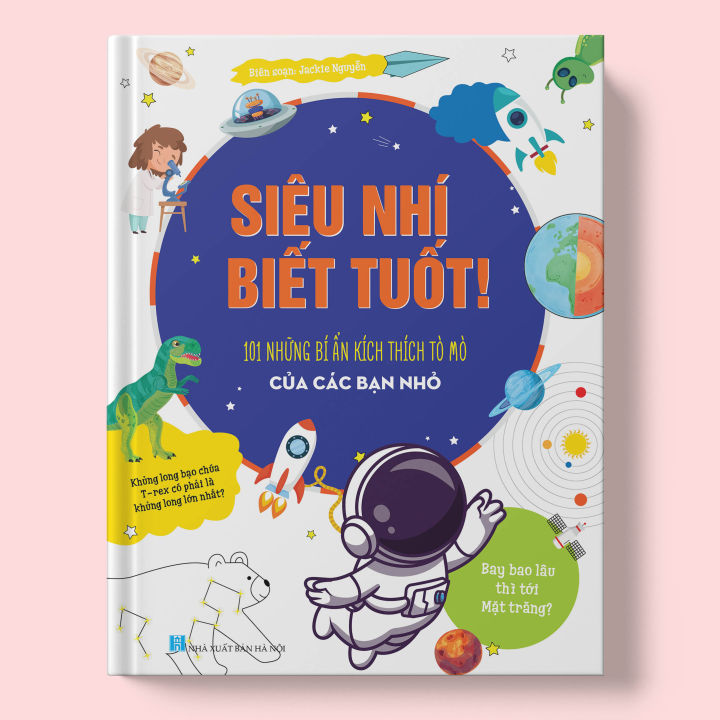 Biên soạn: Jackie Nguyễn
SIÊU NHÍ
BIẾT TUỐT!
101 NHỮNG BÍ ẨN KÍCH THÍCH TÒ MÒ
CỦA CÁC BẠN NHỎ
Khủng long bạo chúa
T-rex có phải là
khủng long lớn nhất?
Bay bao lâu
thì tới
Mặt trăng?
NHÀ XUẤT BẢN HÀ NỘI